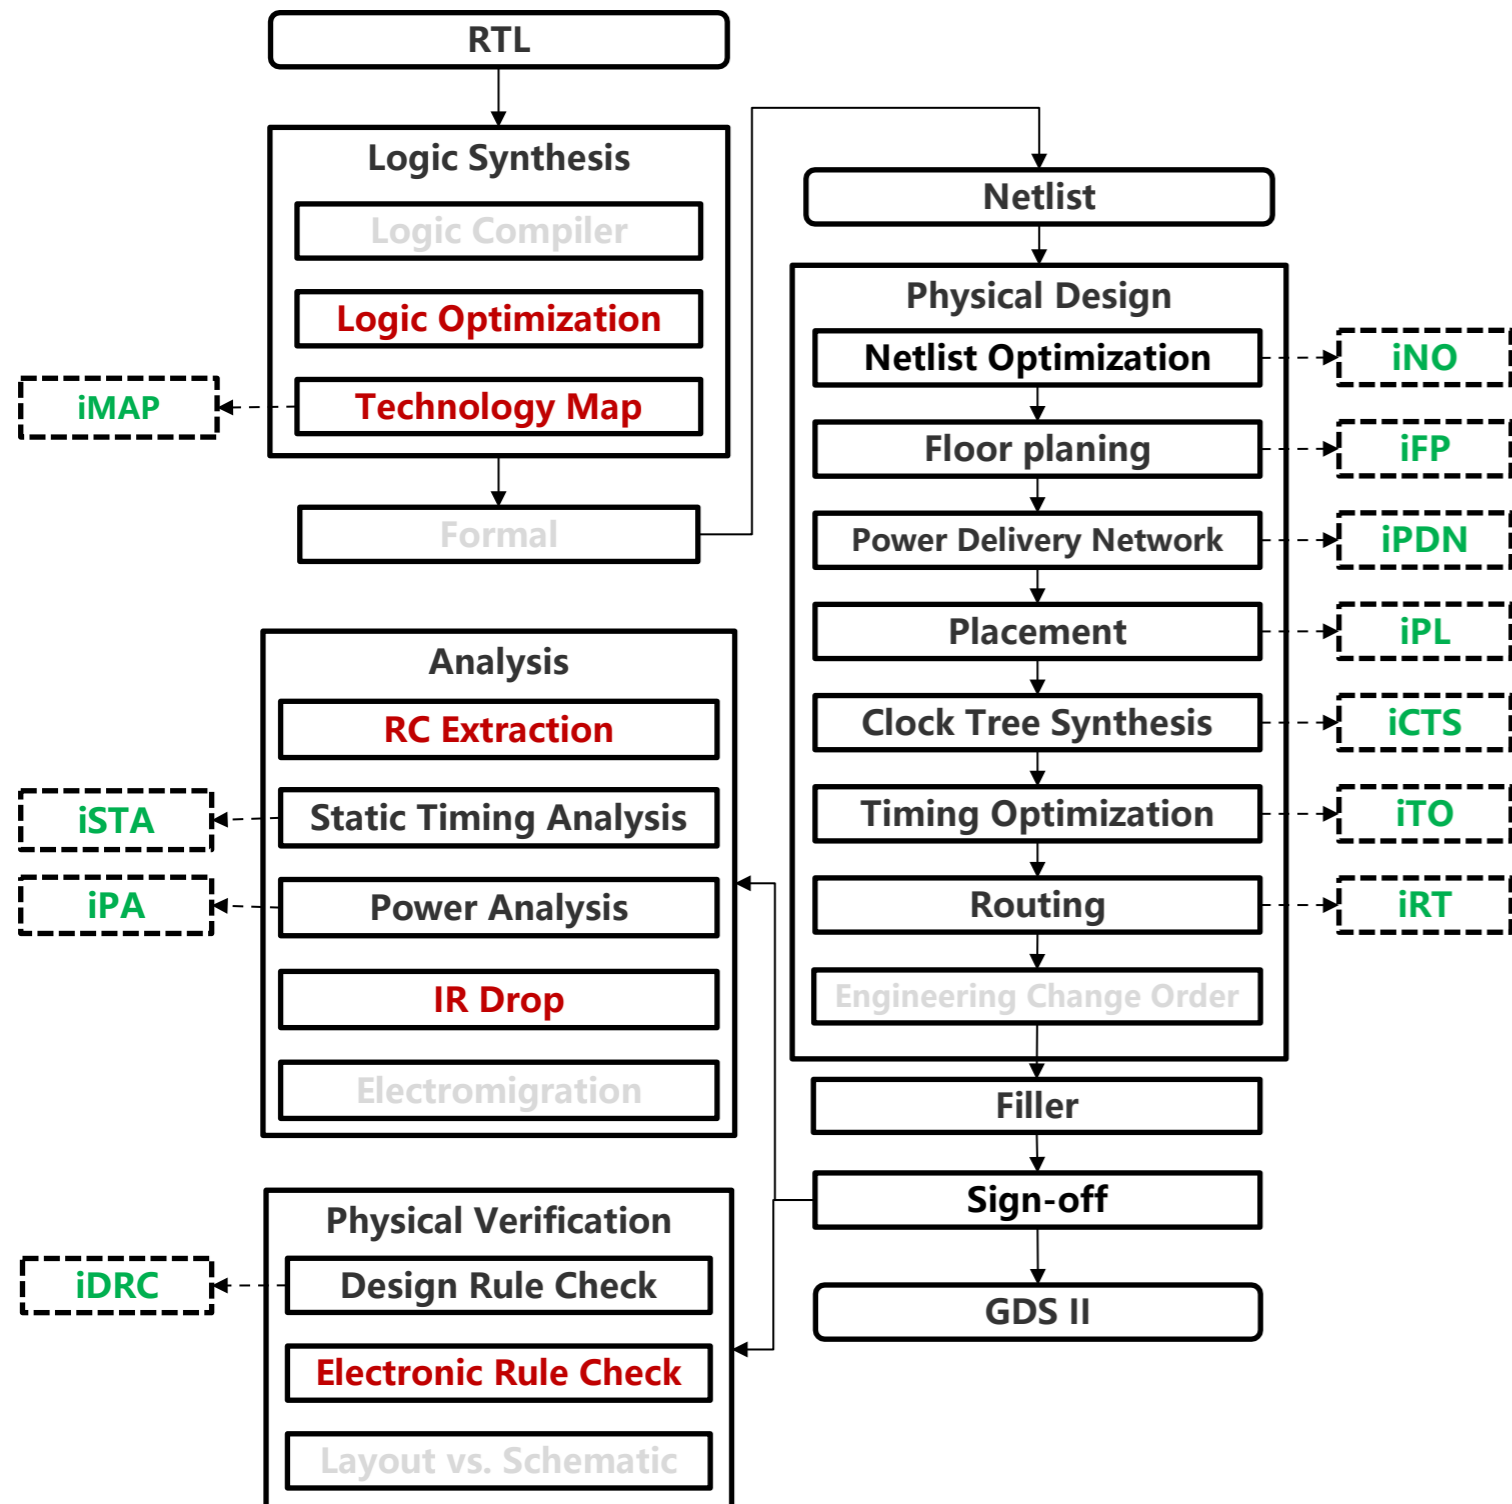 RTL
Logic Synthesis
Logic Compiler
Logic Optimization
Technology Map
iMAP
Formal
Netlist
Physical Design
Netlist Optimization
iNO
Floor planing
iFP
Power Delivery Network
iPDN
Placement
iPL
Clock Tree Synthesis
iCTS
Timing Optimization
iTO
Routing
iRT
Engineering Change Order
Filler
Sign-off
GDS II
Analysis
RC Extraction
Static Timing Analysis
iSTA
Power Analysis
iPA
IR Drop
Electromigration
Physical Verification
Design Rule Check
iDRC
Electronic Rule Check
Layout vs. Schematic